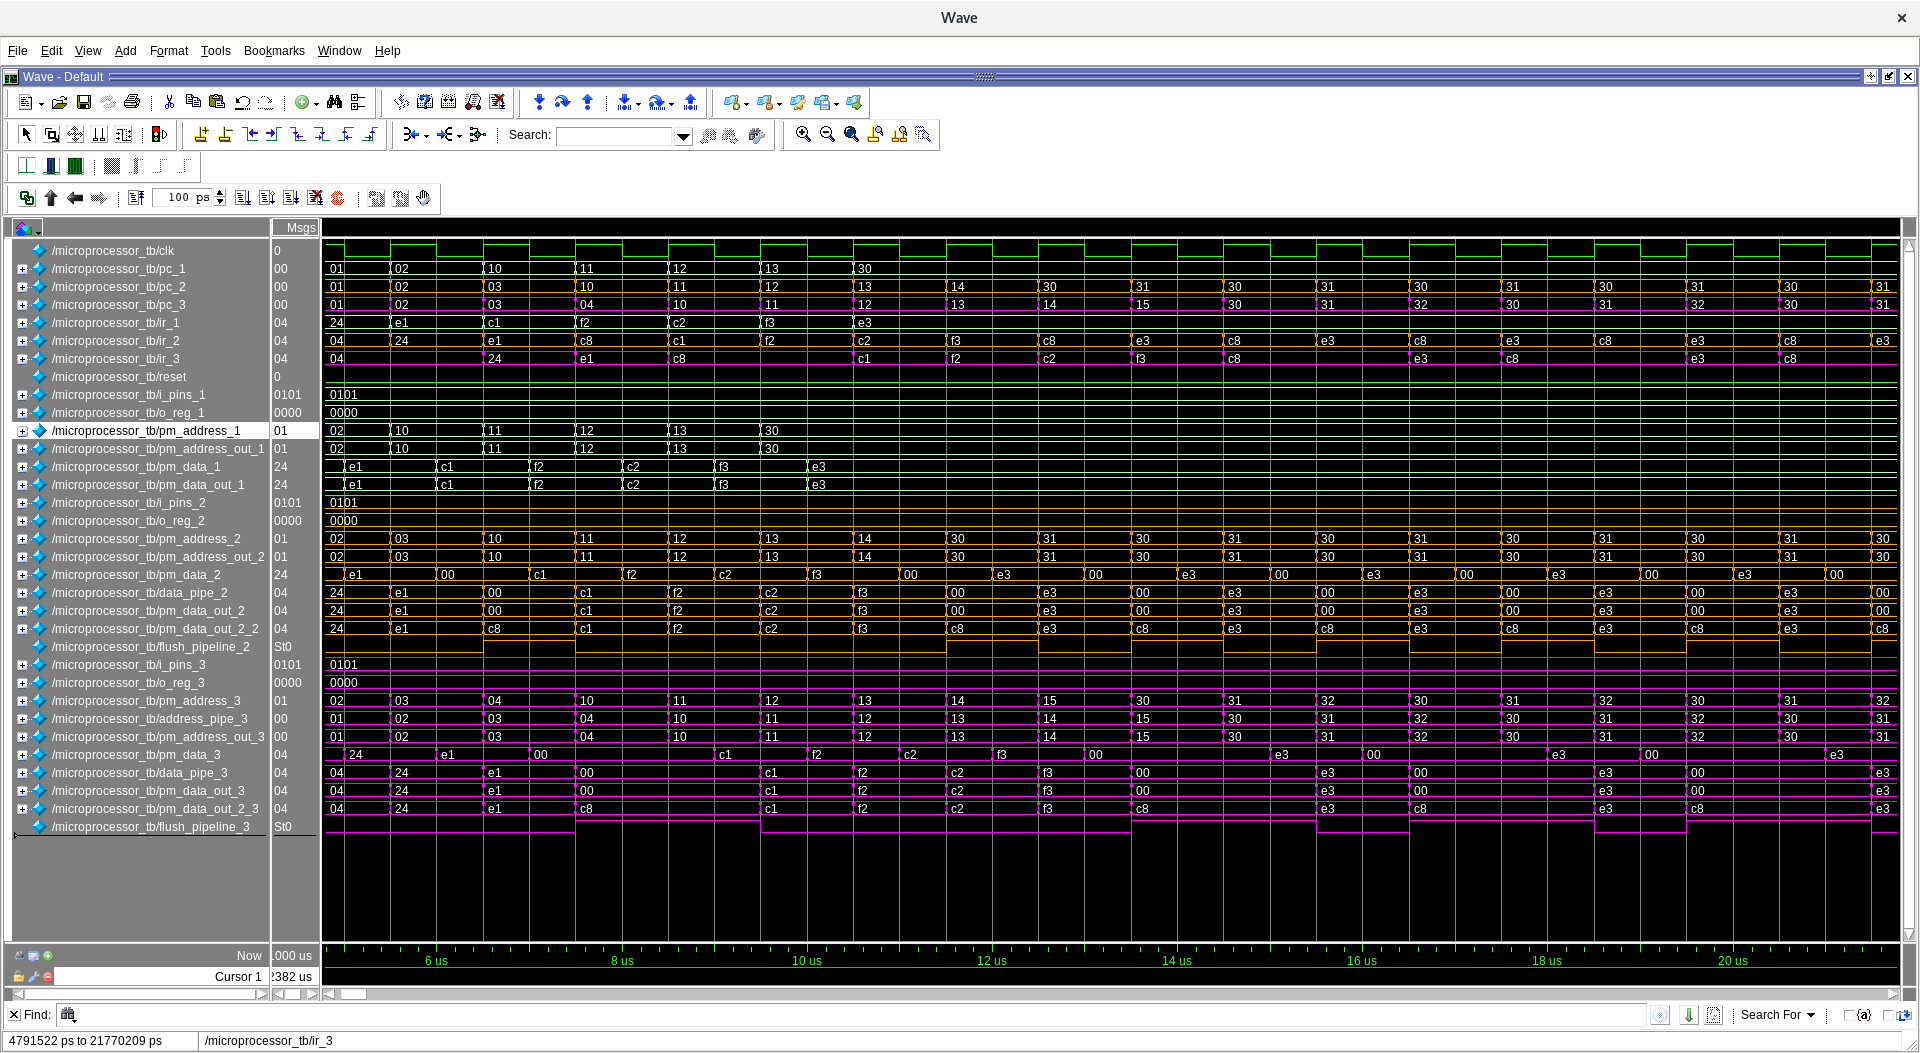 Wave
File Edit View Add Format Tools Bookmarks Window Help
Wave - Default
Search:
100 ps
Msgs
/microprocessor_tb/clk 0
/microprocessor_tb/pc_1 00 01 02 10 11 12 13 30
/microprocessor_tb/pc_2 00 01 02 03 10 11 12 13 14 30 31 30 31 30 31 30 31 30 31
/microprocessor_tb/pc_3 00 01 02 03 04 10 11 12 13 14 15 30 31 32 30 31 32 30 31
/microprocessor_tb/ir_1 04 24 e1 c1 f2 c2 f3 e3
/microprocessor_tb/ir_2 04 04 24 e1 c8 c1 f2 c2 f3 c8 e3 c8 e3 c8 e3 c8 e3 c8 e3
/microprocessor_tb/ir_3 04 04 24 e1 c8 c1 f2 c2 f3 c8 e3 c8 e3 c8
/microprocessor_tb/reset 0
/microprocessor_tb/i_pins_1 0101 0101
/microprocessor_tb/o_reg_1 0000 0000
/microprocessor_tb/pm_address_1 01 02 10 11 12 13 30
/microprocessor_tb/pm_address_out_1 01 02 10 11 12 13 30
/microprocessor_tb/pm_data_1 24 e1 c1 f2 c2 f3 e3
/microprocessor_tb/pm_data_out_1 24 e1 c1 f2 c2 f3 e3
/microprocessor_tb/i_pins_2 0101 0101
/microprocessor_tb/o_reg_2 0000 0000
/microprocessor_tb/pm_address_2 01 02 03 10 11 12 13 14 30 31 30 31 30 31 30 31 30 31 30
/microprocessor_tb/pm_address_out_2 01 02 03 10 11 12 13 14 30 31 30 31 30 31 30 31 30 31 30
/microprocessor_tb/pm_data_2 24 e1 00 c1 f2 c2 f3 00 e3 00 e3 00 e3 00 e3 00 e3 00
/microprocessor_tb/data_pipe_2 04 24 e1 00 c1 f2 c2 f3 00 e3 00 e3 00 e3 00 e3 00 e3 00
/microprocessor_tb/pm_data_out_2 04 24 e1 00 c1 f2 c2 f3 00 e3 00 e3 00 e3 00 e3 00 e3 00
/microprocessor_tb/pm_data_out_2_2 04 24 e1 c8 c1 f2 c2 f3 c8 e3 c8 e3 c8 e3 c8 e3 c8 e3 c8
/microprocessor_tb/flush_pipeline_2 St0
/microprocessor_tb/i_pins_3 0101 0101
/microprocessor_tb/o_reg_3 0000 0000
/microprocessor_tb/pm_address_3 01 02 03 04 10 11 12 13 14 15 30 31 32 30 31 32 30 31 32
/microprocessor_tb/address_pipe_3 00 01 02 03 04 10 11 12 13 14 15 30 31 32 30 31 32 30 31
/microprocessor_tb/pm_address_out_3 00 01 02 03 04 10 11 12 13 14 15 30 31 32 30 31 32 30 31
/microprocessor_tb/pm_data_3 04 24 e1 00 c1 f2 c2 f3 00 e3 00 e3 00 e3
/microprocessor_tb/data_pipe_3 04 04 24 e1 00 c1 f2 c2 f3 00 e3 00 e3 00 e3
/microprocessor_tb/pm_data_out_3 04 04 24 e1 00 c1 f2 c2 f3 00 e3 00 e3 00 e3
/microprocessor_tb/pm_data_out_2_3 04 04 24 e1 c8 c1 f2 c2 f3 c8 e3 c8 e3 c8 e3
/microprocessor_tb/flush_pipeline_3 St0
Now .000 us 6 us 8 us 10 us 12 us 14 us 16 us 18 us 20 us
Cursor 1 2382 us
Find: Search For {a}
4791522 ps to 21770209 ps /microprocessor_tb/ir_3